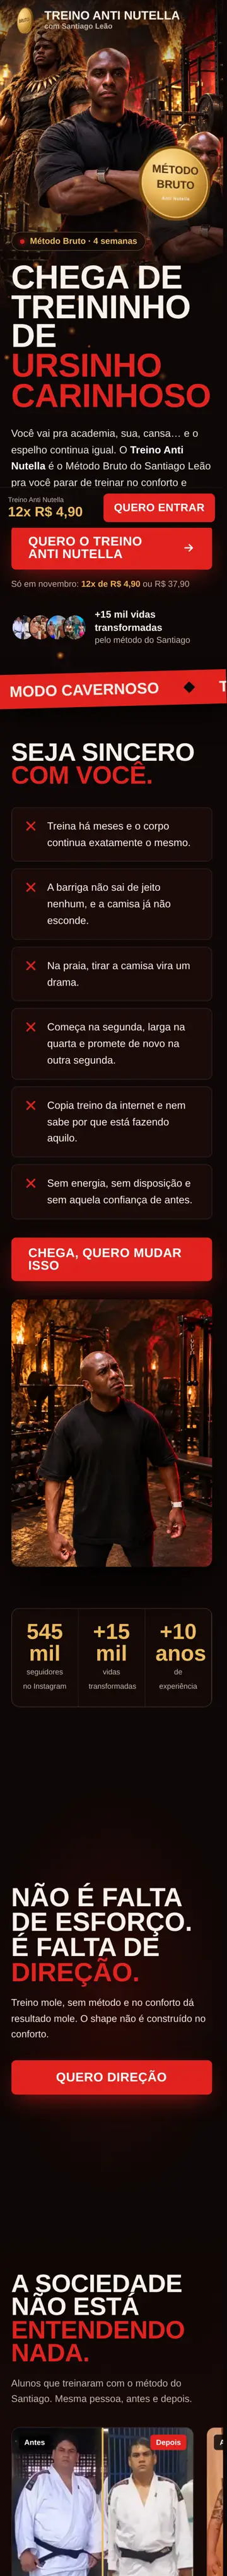 TREINO ANTI NUTELLA
com Santiago Leão
MÉTODO
BRUTO
Anti Nutella
Método Bruto · 4 semanas
CHEGA DE
TREININHO
DE
URSINHO
CARINHOSO
Você vai pra academia, sua, cansa… e o
espelho continua igual. O Treino Anti
Nutella é o Método Bruto do Santiago Leão
pra você parar de treinar no conforto e
Treino Anti Nutella
12x R$ 4,90
QUERO ENTRAR
QUERO O TREINO
ANTI NUTELLA
Só em novembro: 12x de R$ 4,90 ou R$ 37,90
+15 mil vidas
transformadas
pelo método do Santiago
MODO CAVERNOSO
SEJA SINCERO
COM VOCÊ.
Treina há meses e o corpo
continua exatamente o mesmo.
A barriga não sai de jeito
nenhum, e a camisa já não
esconde.
Na praia, tirar a camisa vira um
drama.
Começa na segunda, larga na
quarta e promete de novo na
outra segunda.
Copia treino da internet e nem
sabe por que está fazendo
aquilo.
Sem energia, sem disposição e
sem aquela confiança de antes.
CHEGA, QUERO MUDAR
ISSO
545
mil
seguidores
no Instagram
+15
mil
vidas
transformadas
+10
anos
de
experiência
NÃO É FALTA
DE ESFORÇO.
É FALTA DE
DIREÇÃO.
Treino mole, sem método e no conforto dá
resultado mole. O shape não é construído no
conforto.
QUERO DIREÇÃO
A SOCIEDADE
NÃO ESTÁ
ENTENDENDO
NADA.
Alunos que treinaram com o método do
Santiago. Mesma pessoa, antes e depois.
Antes
Depois